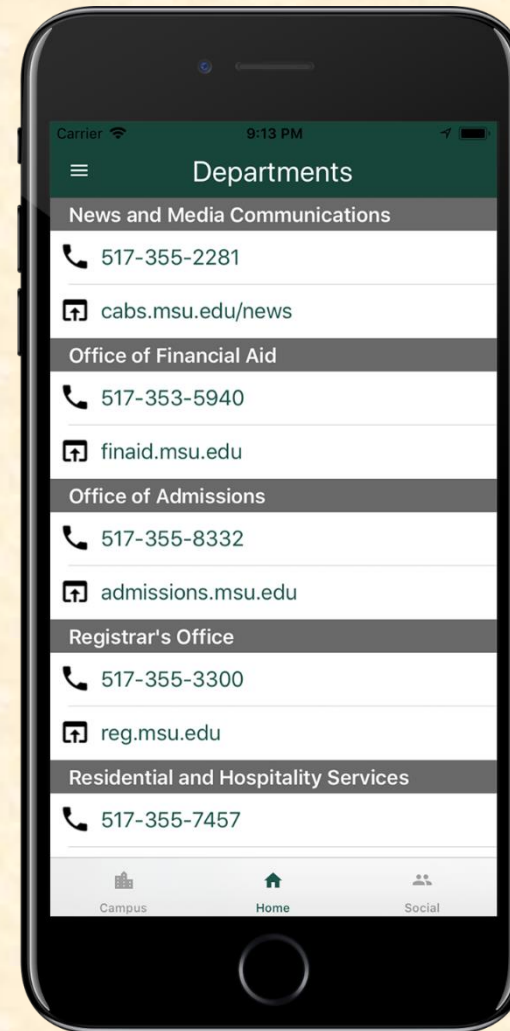 Carrier 9:13 PM
Departments
News and Media Communications
517-355-2281
cabs.msu.edu/news
Office of Financial Aid
517-353-5940
finaid.msu.edu
Office of Admissions
517-355-8332
admissions.msu.edu
Registrar's Office
517-355-3300
reg.msu.edu
Residential and Hospitality Services
517-355-7457
Campus Home Social